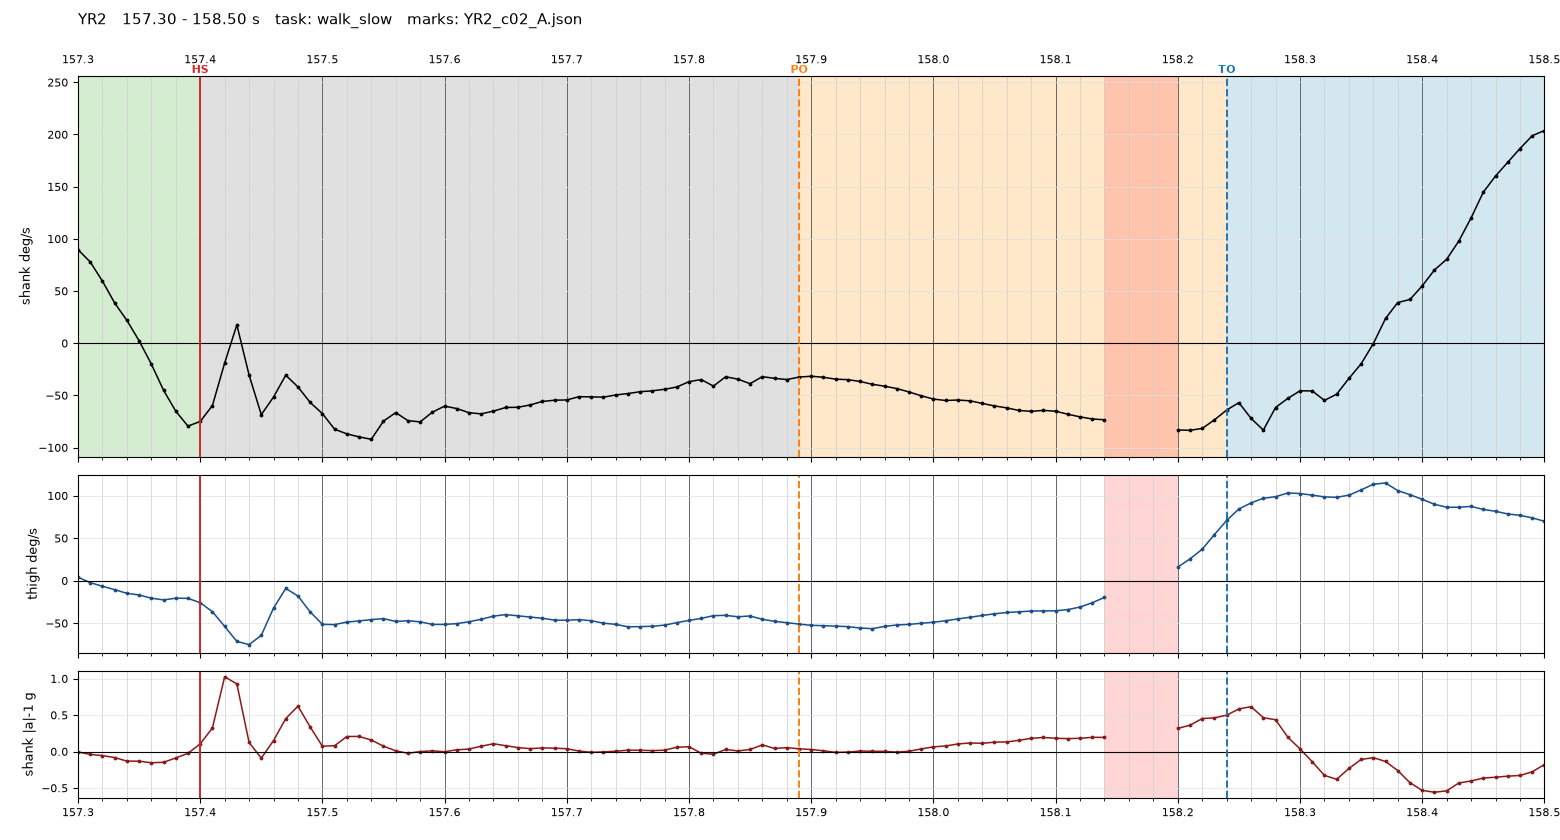 YR2   157.30 - 158.50 s   task: walk_slow   marks: YR2_c02_A.json
157.3 157.4 157.5 157.6 157.7 157.8 157.9 158.0 158.1 158.2 158.3 158.4 158.5
HS PO TO
shank deg/s
250
200
150
100
50
0
−50
−100
thigh deg/s
100
50
0
−50
shank |a|-1 g
1.0
0.5
0.0
−0.5
157.3 157.4 157.5 157.6 157.7 157.8 157.9 158.0 158.1 158.2 158.3 158.4 158.5